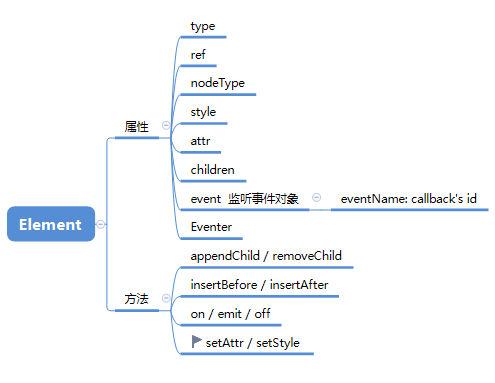 type
ref
nodeType
style
属性
attr
children
event 监听事件对象
eventName: callback's id
Eventer
Element
appendChild / removeChild
insertBefore / insertAfter
方法
on / emit / off
setAttr / setStyle